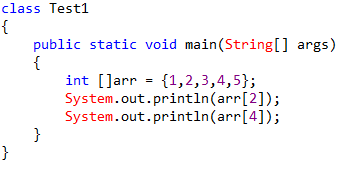 class Test1
{
    public static void main(String[] args)
    {
        int []arr = {1,2,3,4,5};
        System.out.println(arr[2]);
        System.out.println(arr[4]);
    }
}